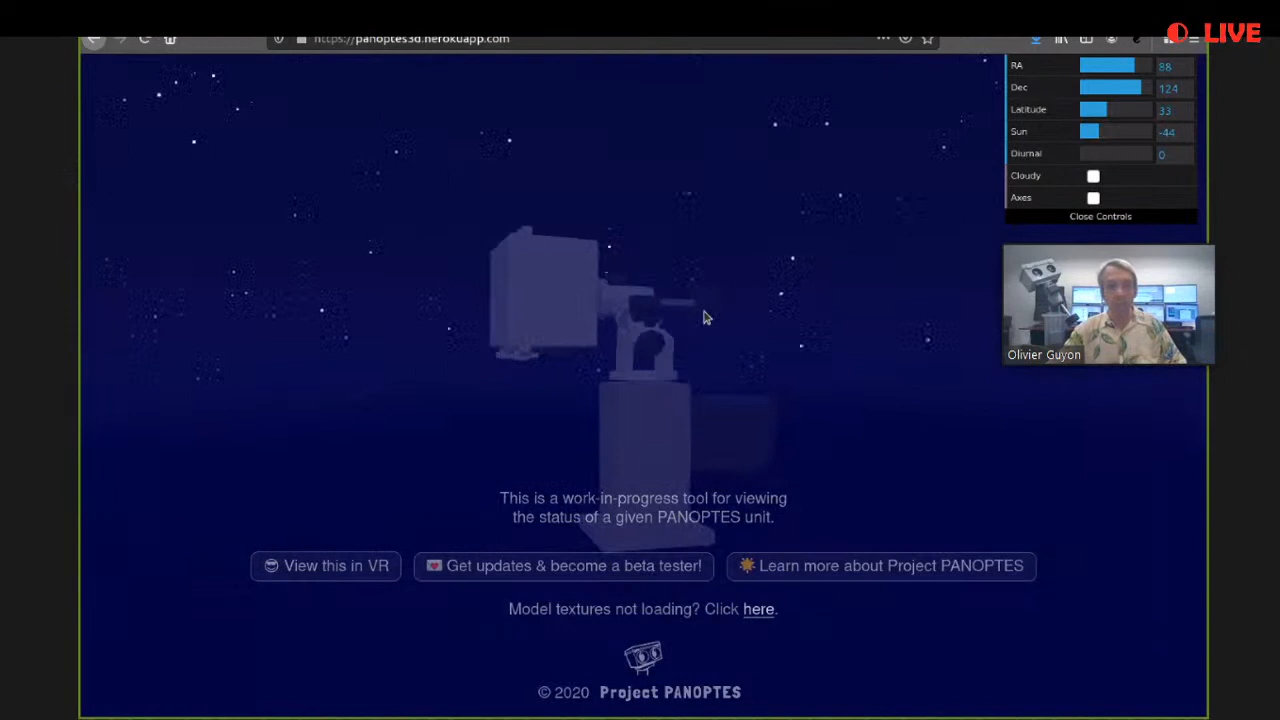 LIVE
https://panoptes3d.herokuapp.com
RA 88
Dec 124
Latitude 33
Sun -44
Diurnal 0
Cloudy
Axes
Close Controls
Olivier Guyon
This is a work-in-progress tool for viewing
the status of a given PANOPTES unit.
View this in VR
Get updates & become a beta tester!
Learn more about Project PANOPTES
Model textures not loading? Click here.
© 2020 Project PANOPTES